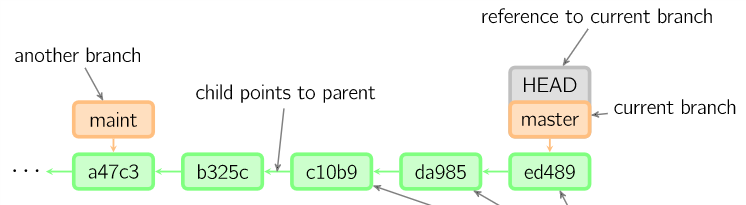 reference to current branch
another branch
HEAD
child points to parent
maint
master
current branch
...
a47c3
b325c
c10b9
da985
ed489